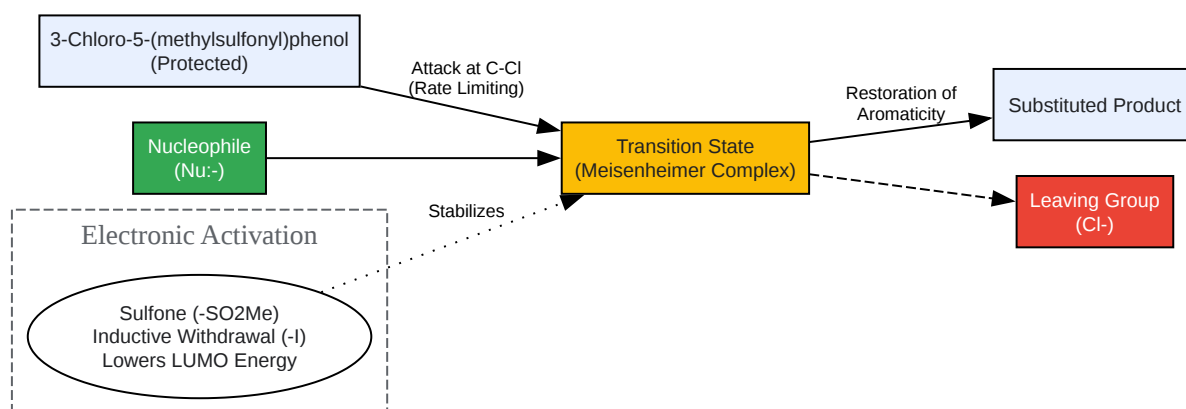 3-Chloro-5-(methylsulfonyl)phenol
(Protected)
Attack at C-Cl
(Rate Limiting)
Nucleophile
(Nu:-)
Transition State
(Meisenheimer Complex)
Restoration of
Aromaticity
Substituted Product
Leaving Group
(Cl-)
Stabilizes
Electronic Activation
Sulfone (-SO2Me)
Inductive Withdrawal (-I)
Lowers LUMO Energy